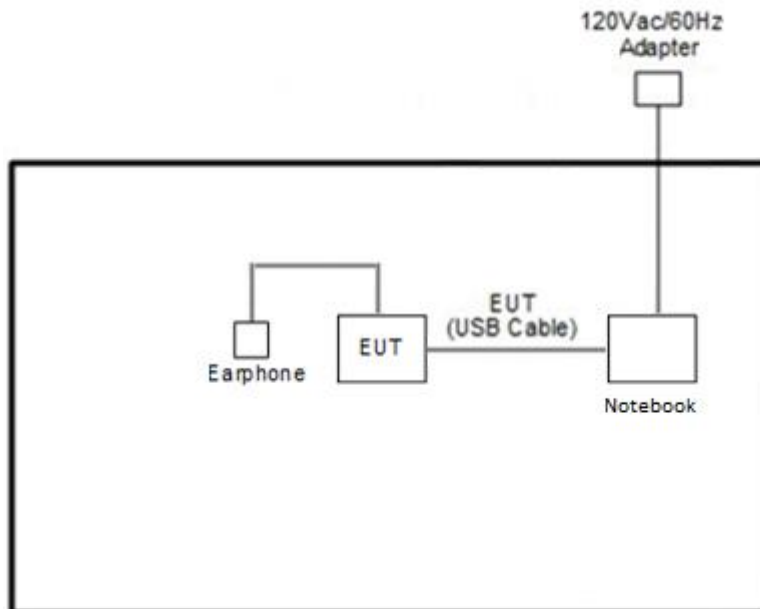 120Vac/60Hz
Adapter
EUT
(USB Cable)
EUT
Earphone
Notebook